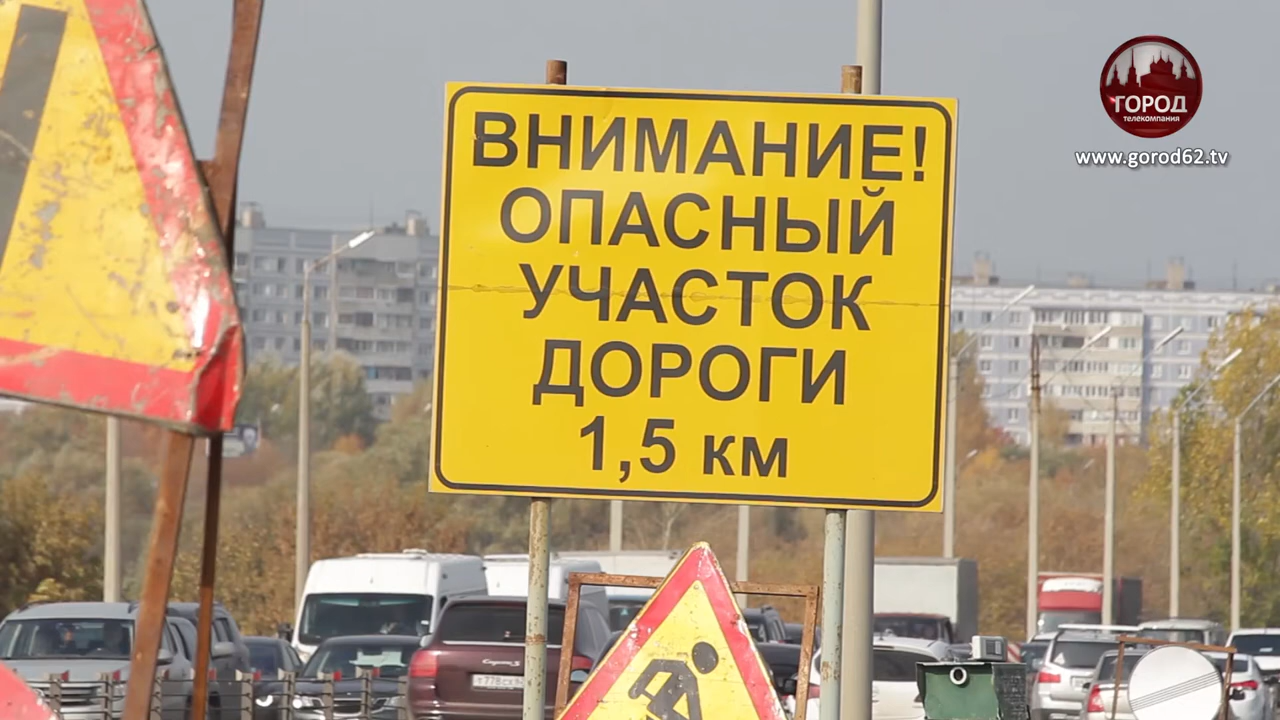 ГОРОД
телекомпания
www.gorod62.tv
ВНИМАНИЕ!
ОПАСНЫЙ
УЧАСТОК
ДОРОГИ
1,5 км